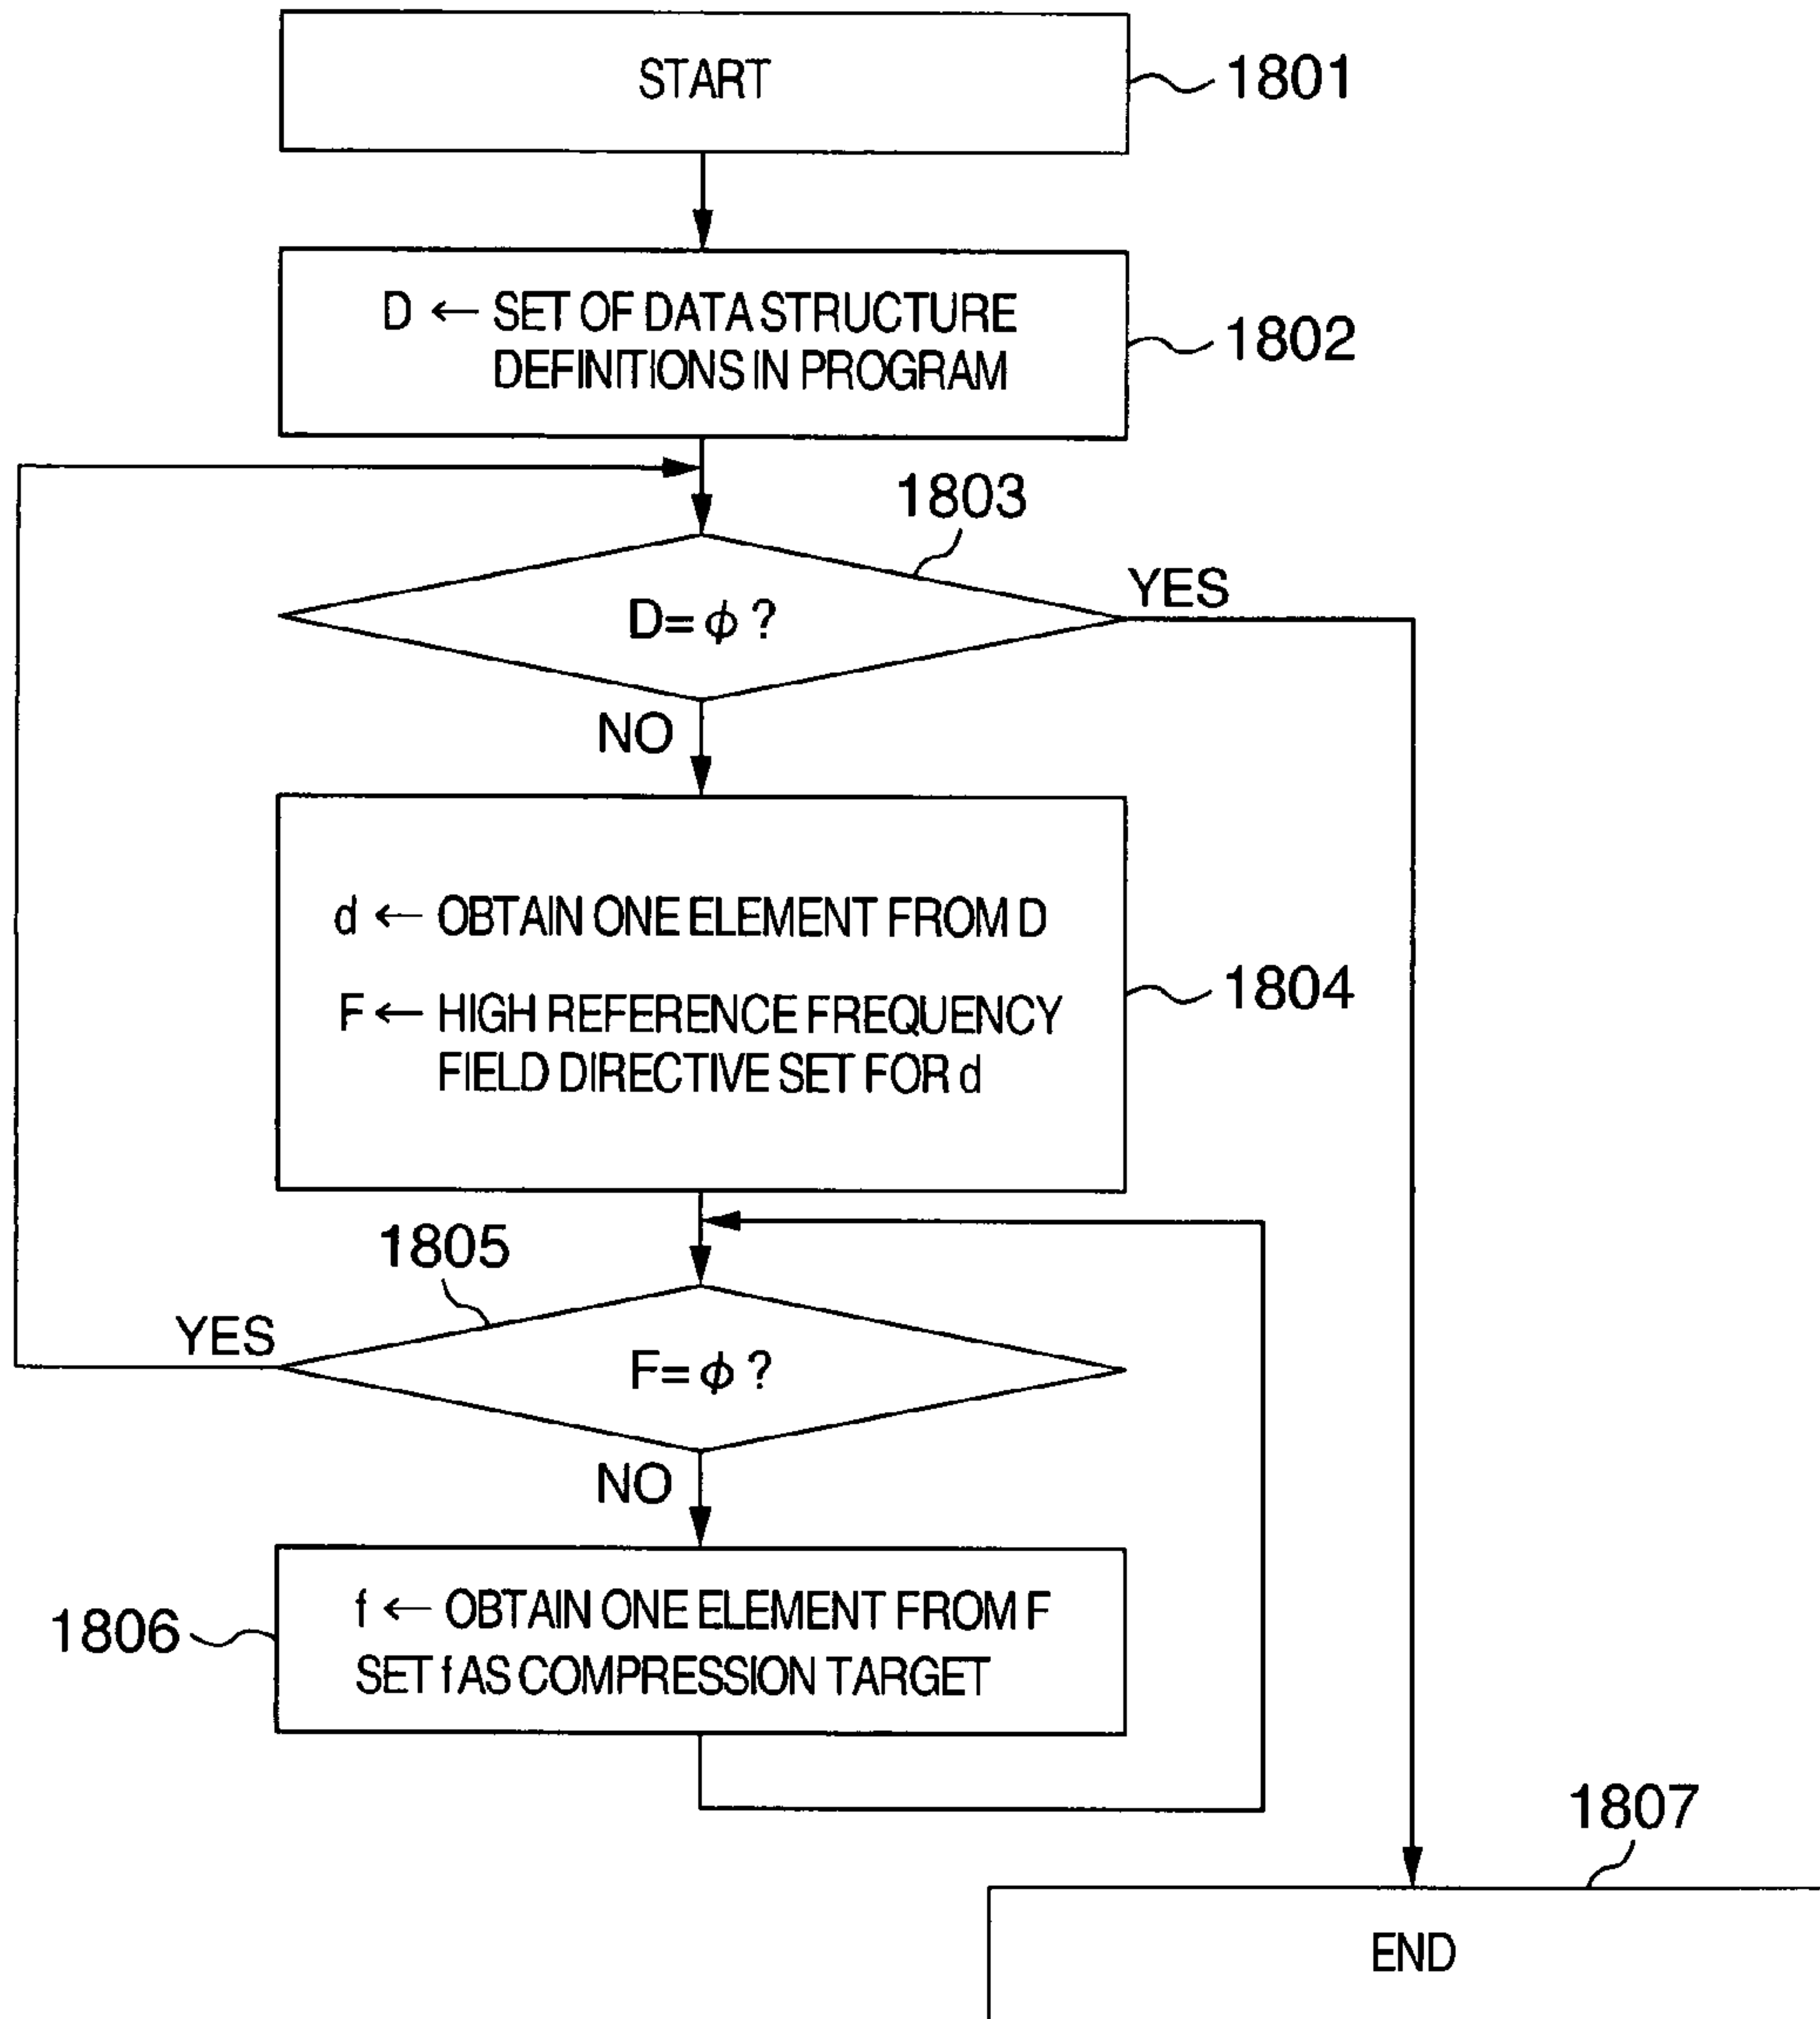 START
1801
D ← SET OF DATA STRUCTURE
DEFINITIONS IN PROGRAM
1802
1803
D= ϕ ?
YES
NO
d ← OBTAIN ONE ELEMENT FROM D
F ← HIGH REFERENCE FREQUENCY
FIELD DIRECTIVE SET FOR d
1804
1805
YES
F= ϕ ?
NO
f ← OBTAIN ONE ELEMENT FROM F
SET f AS COMPRESSION TARGET
1806
1807
END